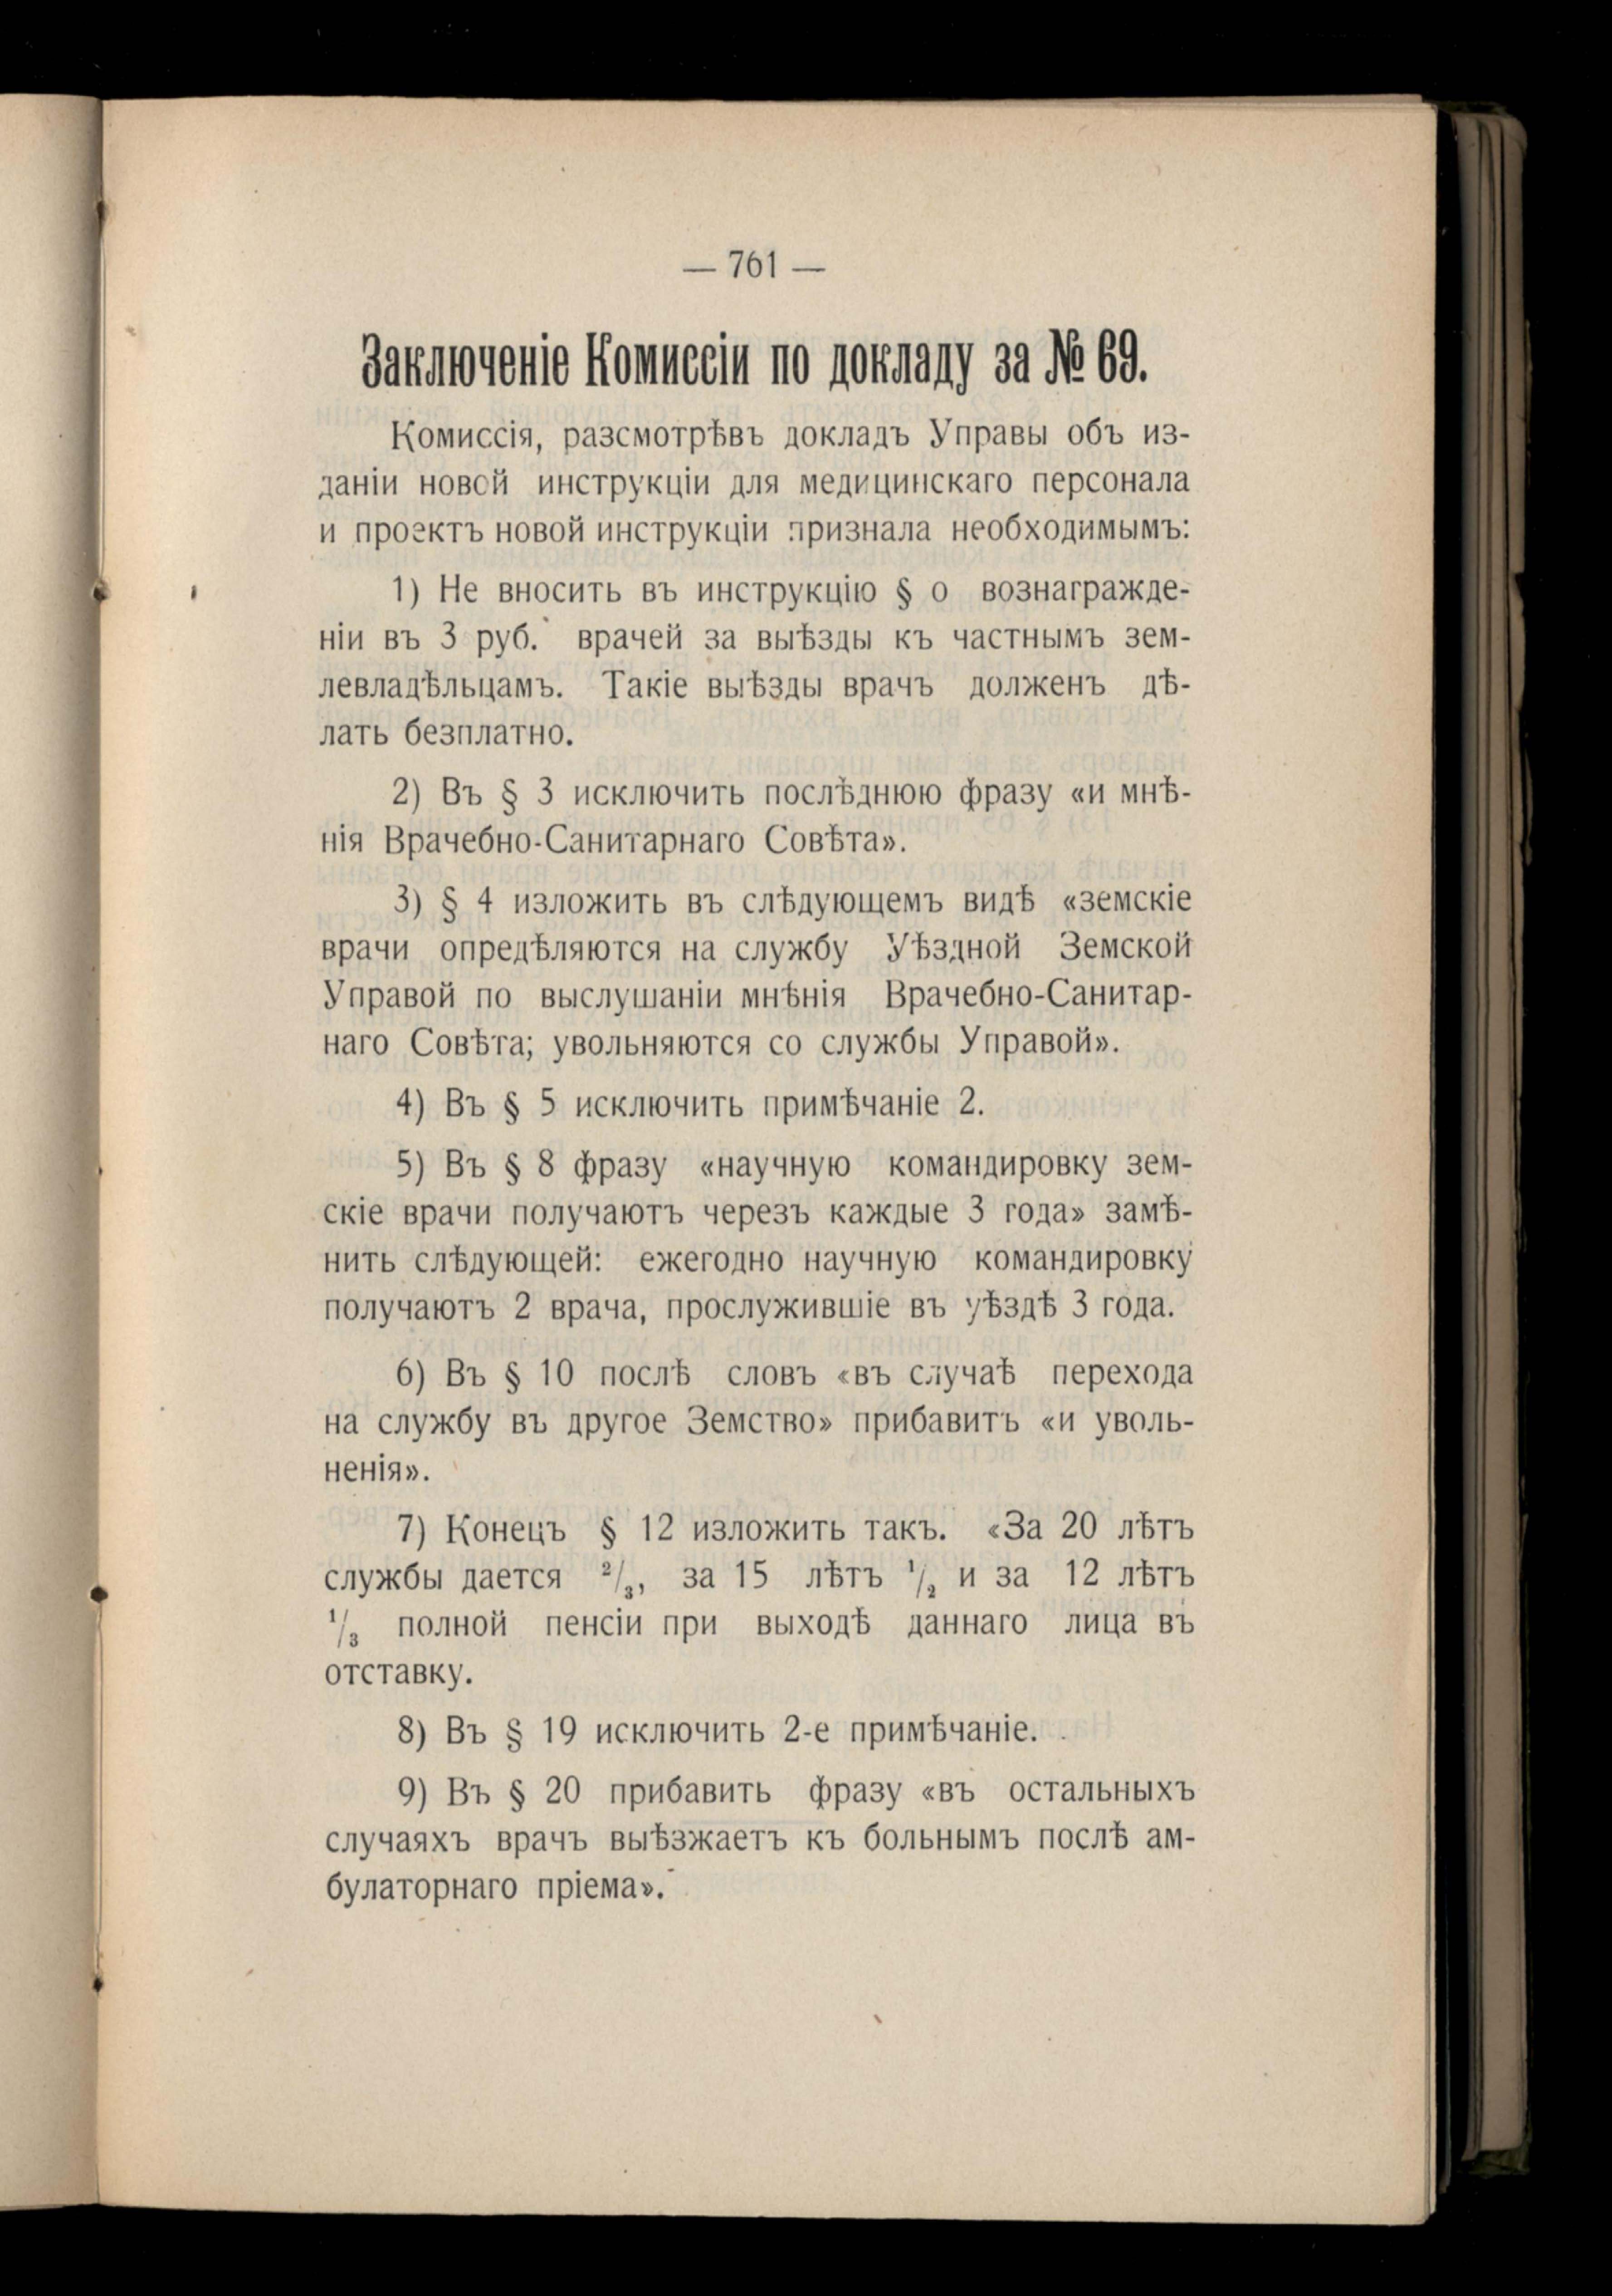 — 761 —
Заключеніе Комиссіи по докладу за № 69.
Комиссія, разсмотрѣвъ докладъ Управы объ из-
даніи новой инструкціи для медицинскаго персонала
и проектъ новой инструкціи признала необходимымъ:
1) Не вносить въ инструкцію § о вознагражде-
ніи въ 3 руб. врачей за выѣзды къ частнымъ зем-
левладѣльцамъ. Такіе выѣзды врачъ долженъ дѣ-
лать безплатно.
2) Въ § 3 исключить послѣднюю фразу «и мнѣ-
нія Врачебно-Санитарнаго Совѣта».
3) § 4 изложить въ слѣдующемъ видѣ «земскіе
врачи опредѣляются на службу Уѣздной Земской
Управой по выслушаніи мнѣнія Врачебно-Санитар-
наго Совѣта; увольняются со службы Управой».
4) Въ § 5 исключить примѣчаніе 2.
5) Въ § 8 фразу «научную командировку зем-
скіе врачи получаютъ черезъ каждые 3 года» замѣ-
нить слѣдующей: ежегодно научную командировку
получаютъ 2 врача, прослужившіе въ уѣздѣ 3 года.
6) Въ § 10 послѣ словъ «въ случаѣ перехода
на службу въ другое Земство» прибавить «и уволь-
ненія».
7) Конецъ § 12 изложить такъ. «За 20 лѣтъ
службы дается ²/₃, за 15 лѣтъ ¹/₂ и за 12 лѣтъ
¹/₃ полной пенсіи при выходѣ даннаго лица въ
отставку.
8) Въ § 19 исключить 2-е примѣчаніе.
9) Въ § 20 прибавить фразу «въ остальныхъ
случаяхъ врачъ выѣзжаетъ къ больнымъ послѣ ам-
булаторнаго пріема».